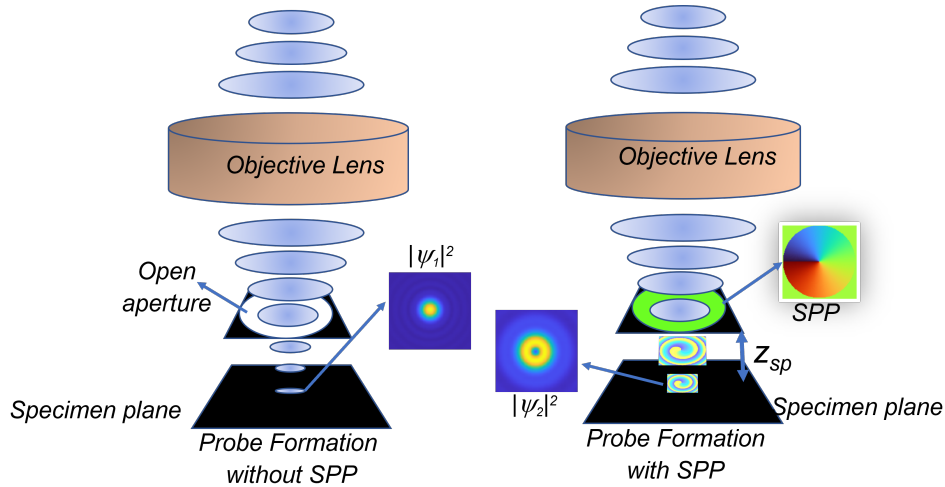 Objective Lens
Open
aperture
|ψ₁|²
Specimen plane
Probe Formation
without SPP
Objective Lens
SPP
|ψ₂|²
z_sp
Specimen plane
Probe Formation
with SPP